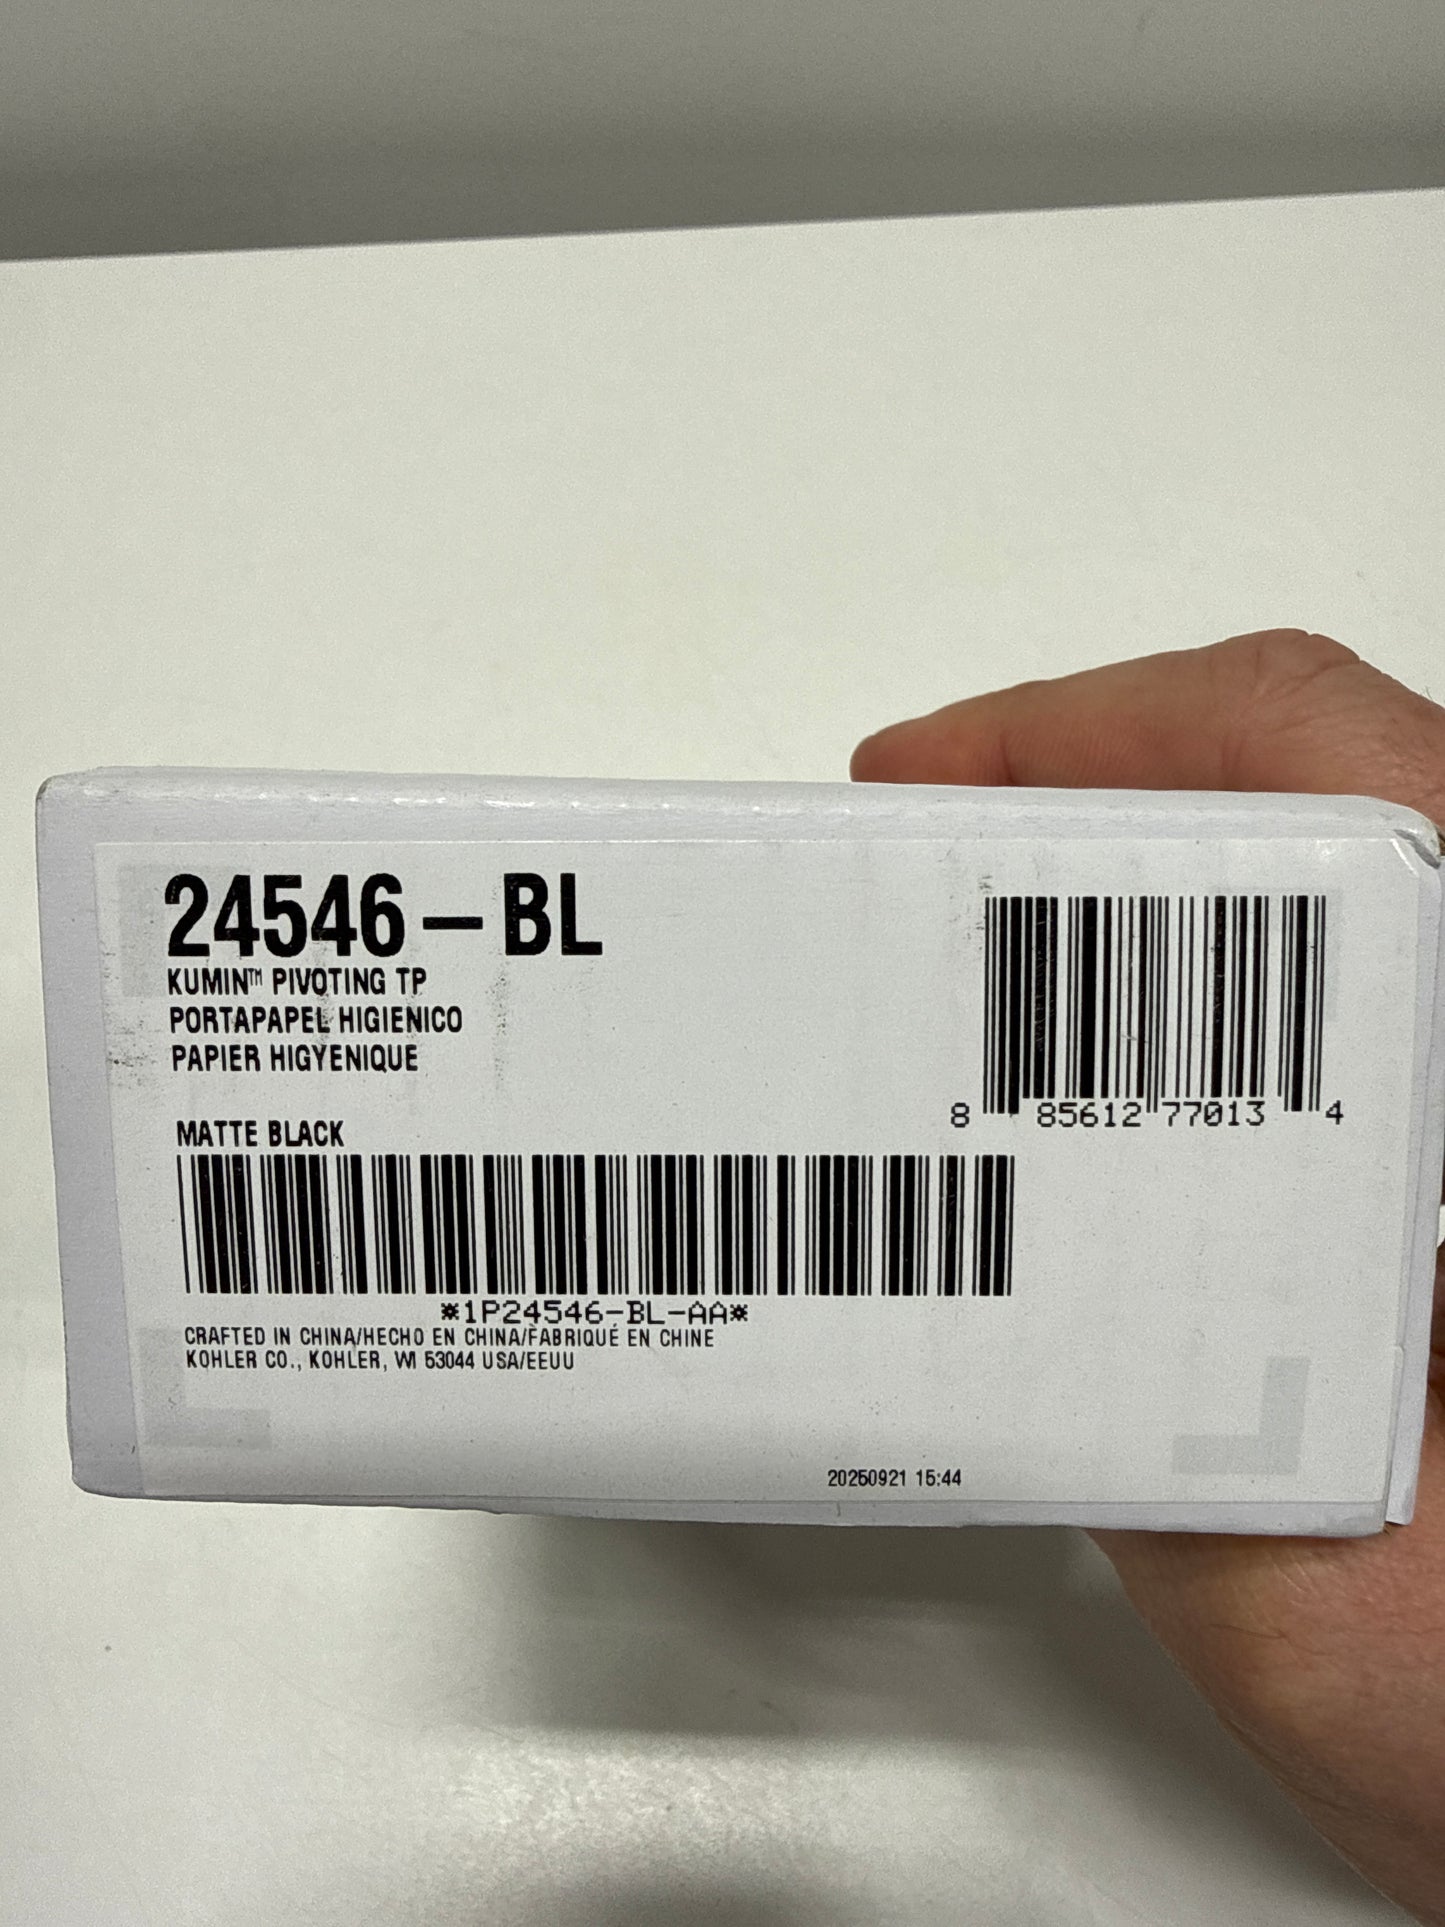 24546-BL
KUMIN™ PIVOTING TP
PORTAPAPEL HIGIENICO
PAPIER HIGYENIQUE
MATTE BLACK
8 85612 77013 4
*1P24546-BL-AA*
CRAFTED IN CHINA/HECHO EN CHINA/FABRIQUÉ EN CHINE
KOHLER CO., KOHLER, WI 53044 USA/EEUU
20250921 15:44